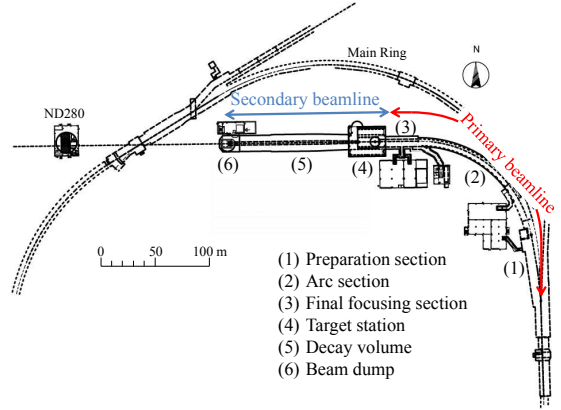 Main Ring
N
ND280
Secondary beamline
Primary beamline
(3)
(6)
(5)
(4)
(2)
(1)
0 50 100 m
(1) Preparation section
(2) Arc section
(3) Final focusing section
(4) Target station
(5) Decay volume
(6) Beam dump